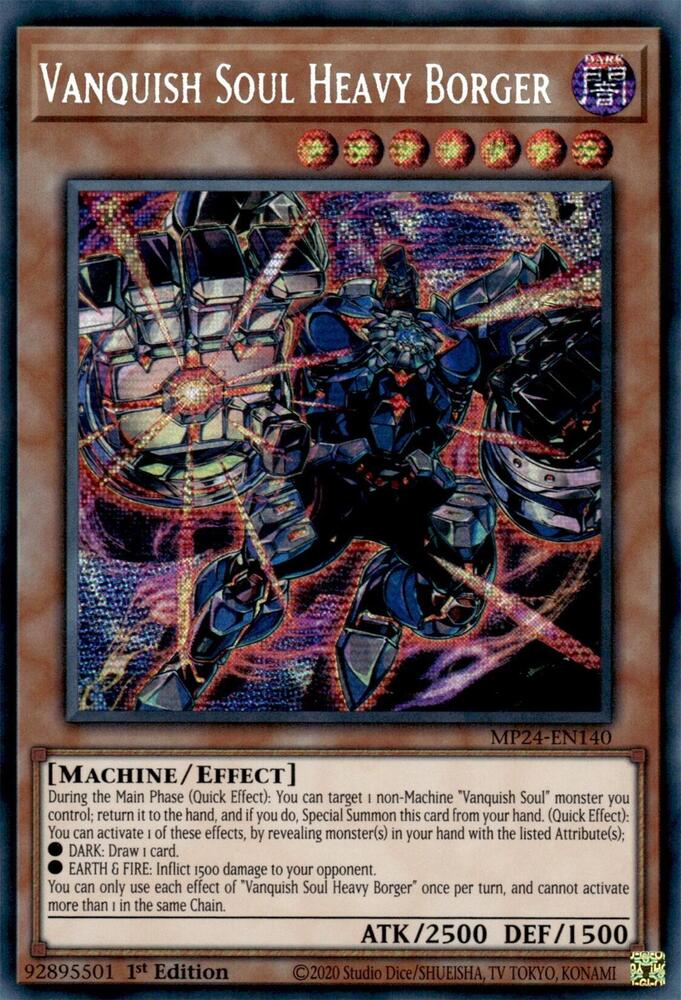 VANQUISH SOUL HEAVY BORGER
DARK
闇
MP24-EN140
[MACHINE/EFFECT]
During the Main Phase (Quick Effect): You can target 1 non-Machine "Vanquish Soul" monster you
control; return it to the hand, and if you do, Special Summon this card from your hand. (Quick Effect):
You can activate 1 of these effects, by revealing monster(s) in your hand with the listed Attribute(s);
● DARK: Draw 1 card.
● EARTH & FIRE: Inflict 1500 damage to your opponent.
You can only use each effect of "Vanquish Soul Heavy Borger" once per turn, and cannot activate
more than 1 in the same Chain.
ATK/2500 DEF/1500
92895501 1st Edition ©2020 Studio Dice/SHUEISHA, TV TOKYO, KONAMI